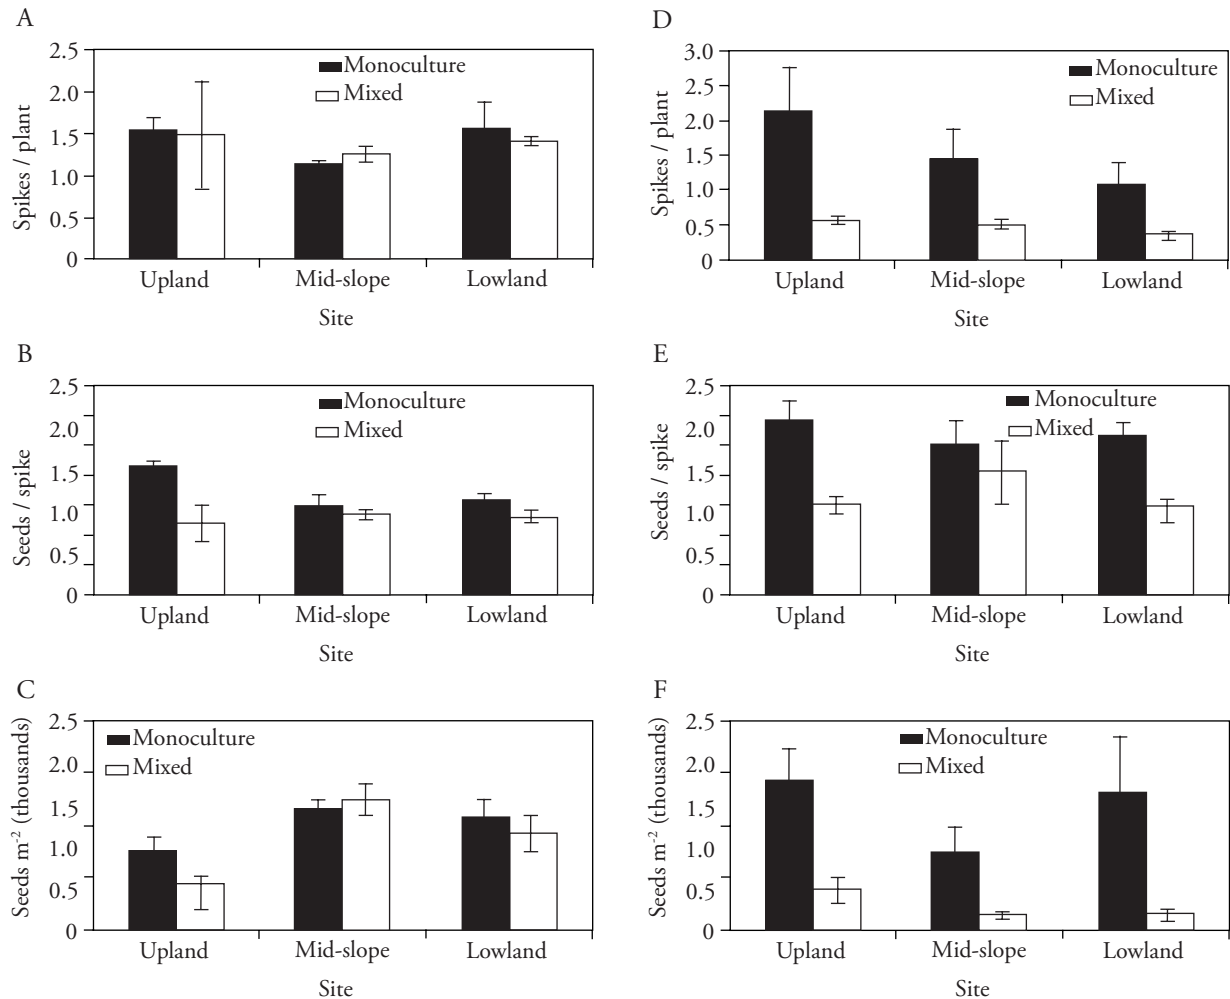 A
2.5
2.0
1.5
1.0
0.5
0
Spikes / plant
Monoculture
Mixed
Upland
Mid-slope
Lowland
Site
D
3.0
2.5
2.0
1.5
1.0
0.5
0
Spikes / plant
Monoculture
Mixed
Upland
Mid-slope
Lowland
Site
B
2.5
2.0
1.5
1.0
0.5
0
Seeds / spike
Monoculture
Mixed
Upland
Mid-slope
Lowland
Site
E
2.5
2.0
1.5
1.0
0.5
0
Seeds / spike
Monoculture
Mixed
Upland
Mid-slope
Lowland
Site
C
2.5
2.0
1.5
1.0
0.5
0
Seeds m⁻² (thousands)
Monoculture
Mixed
Upland
Mid-slope
Lowland
Site
F
2.5
2.0
1.5
1.0
0.5
0
Seeds m⁻² (thousands)
Monoculture
Mixed
Upland
Mid-slope
Lowland
Site